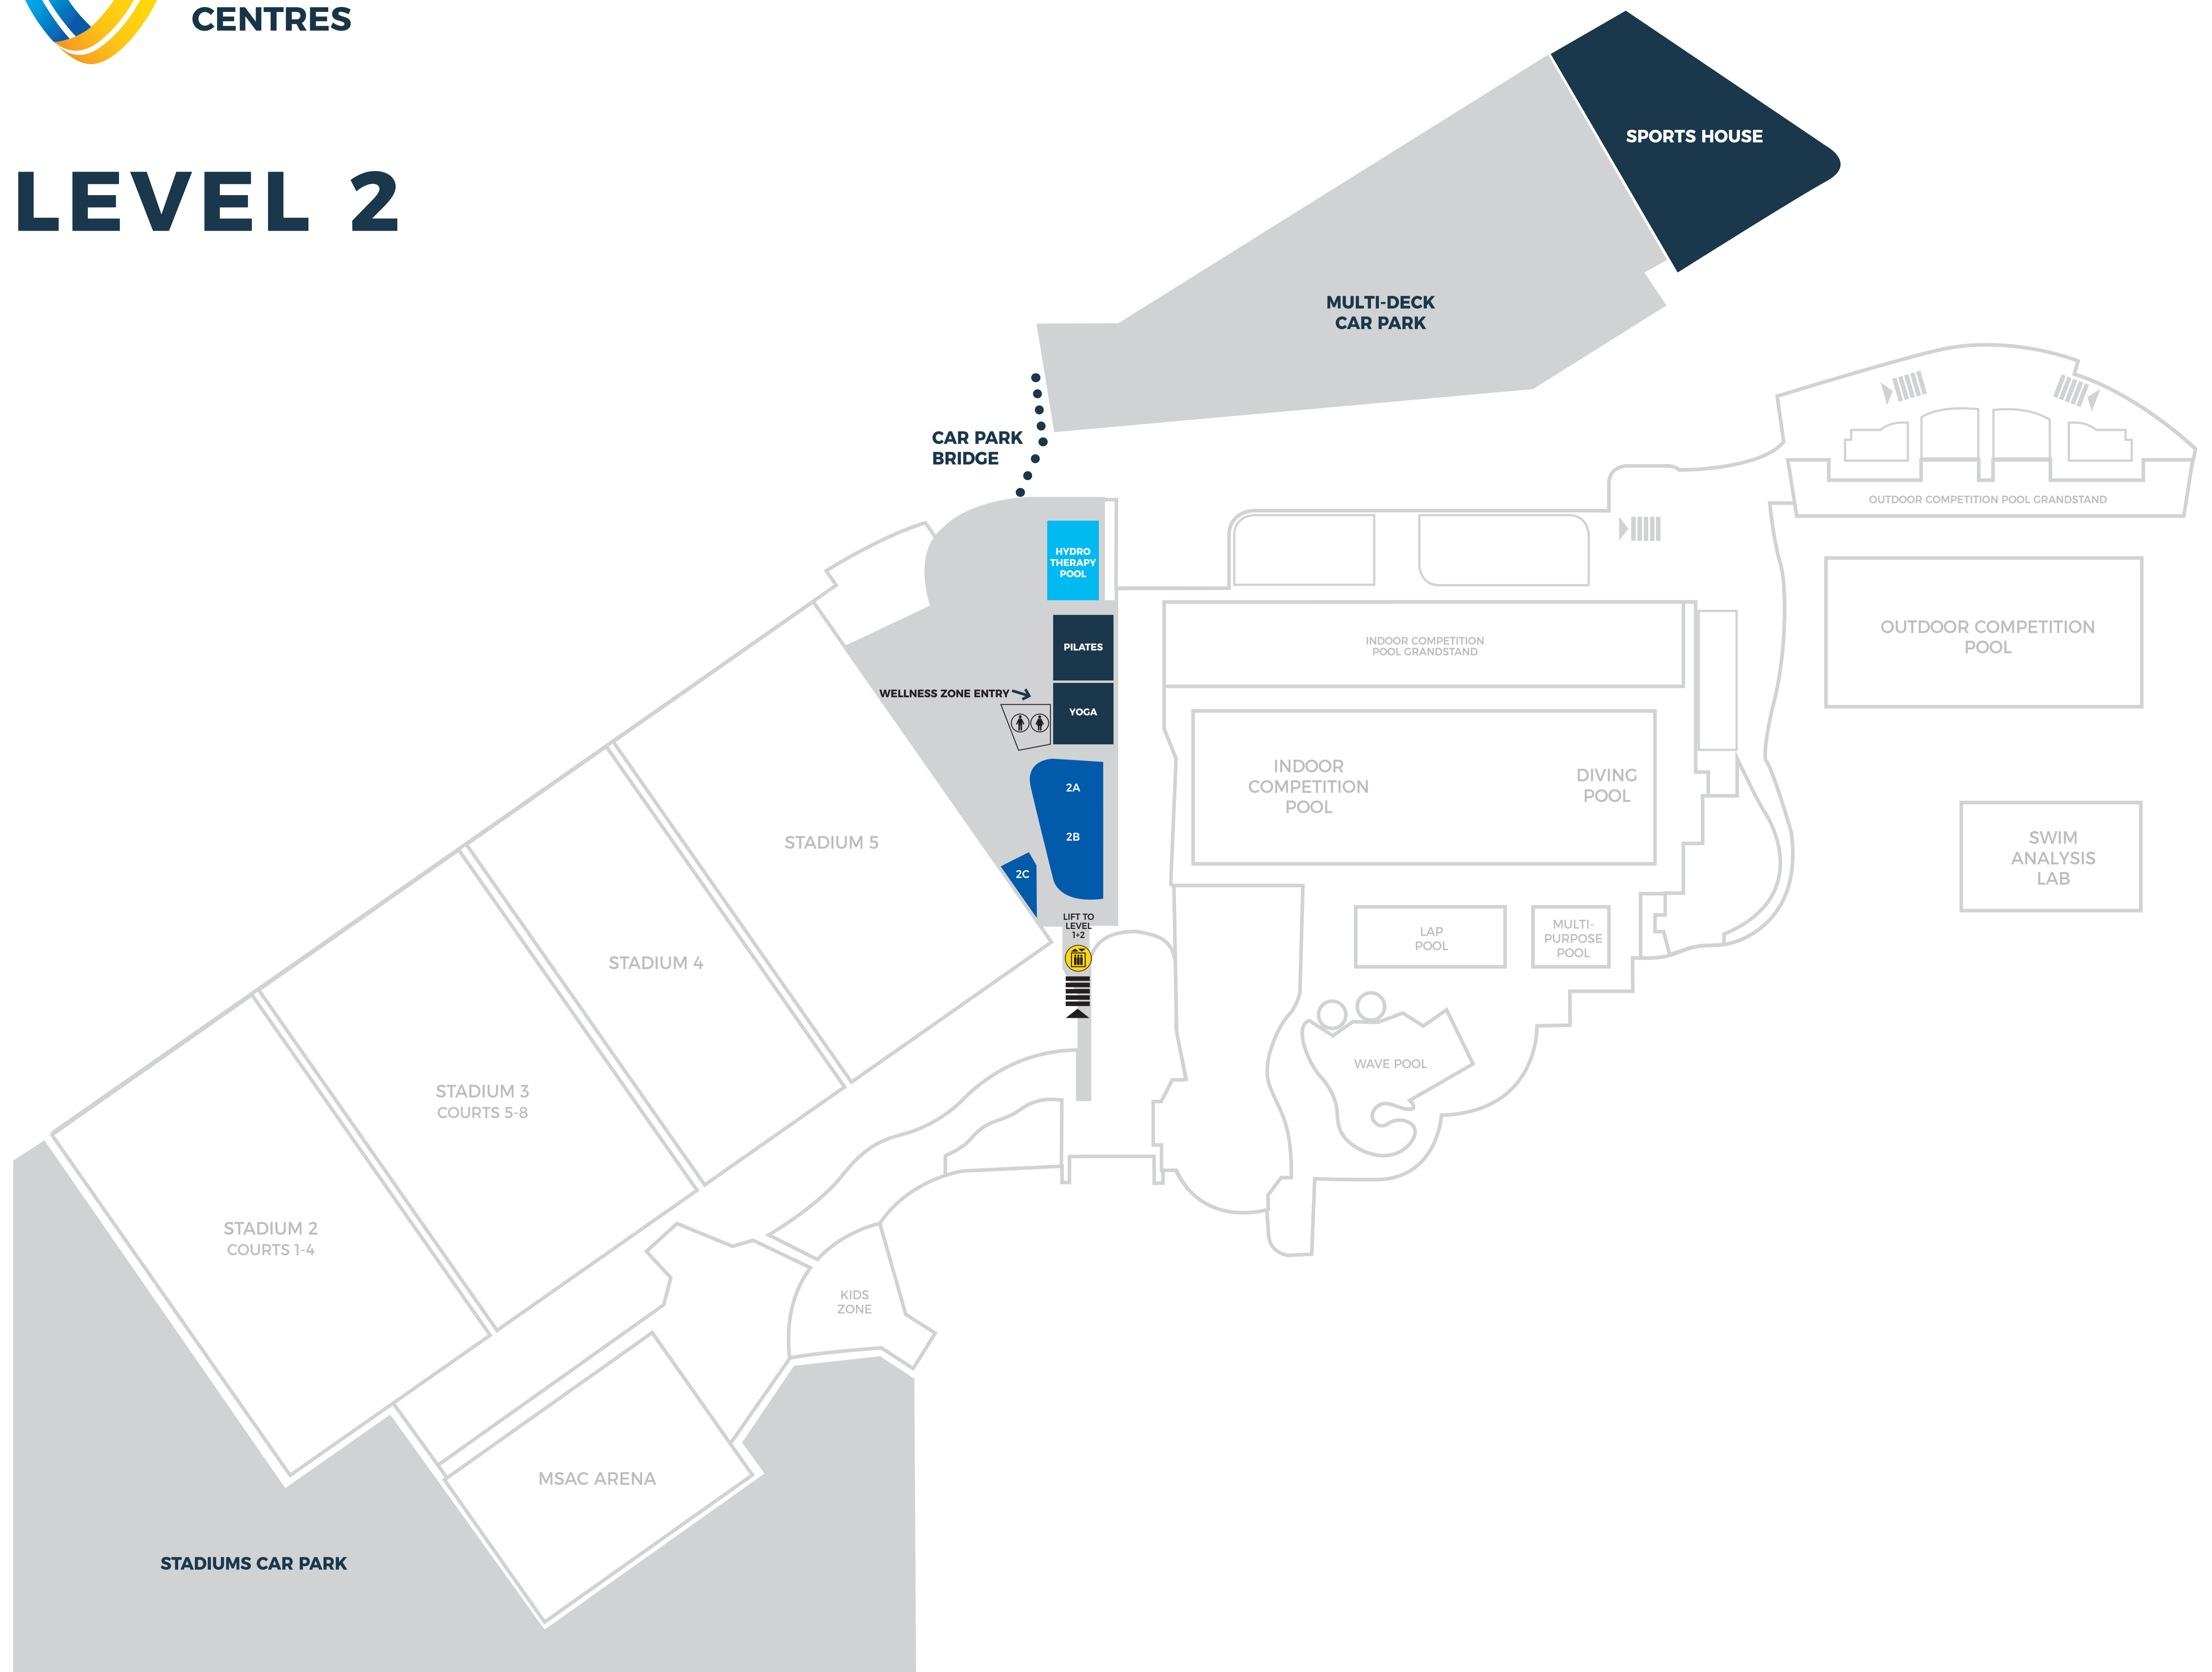 CENTRES
LEVEL 2
SPORTS HOUSE
MULTI-DECK
CAR PARK
CAR PARK
BRIDGE
OUTDOOR COMPETITION POOL GRANDSTAND
HYDRO
THERAPY
POOL
OUTDOOR COMPETITION
POOL
INDOOR COMPETITION
POOL GRANDSTAND
PILATES
WELLNESS ZONE ENTRY
YOGA
INDOOR
COMPETITION
POOL
DIVING
POOL
2A
2B
2C
STADIUM 5
SWIM
ANALYSIS
LAB
LIFT TO
LEVEL
1+2
LAP
POOL
MULTI-
PURPOSE
POOL
STADIUM 4
WAVE POOL
STADIUM 3
COURTS 5-8
STADIUM 2
COURTS 1-4
KIDS
ZONE
MSAC ARENA
STADIUMS CAR PARK